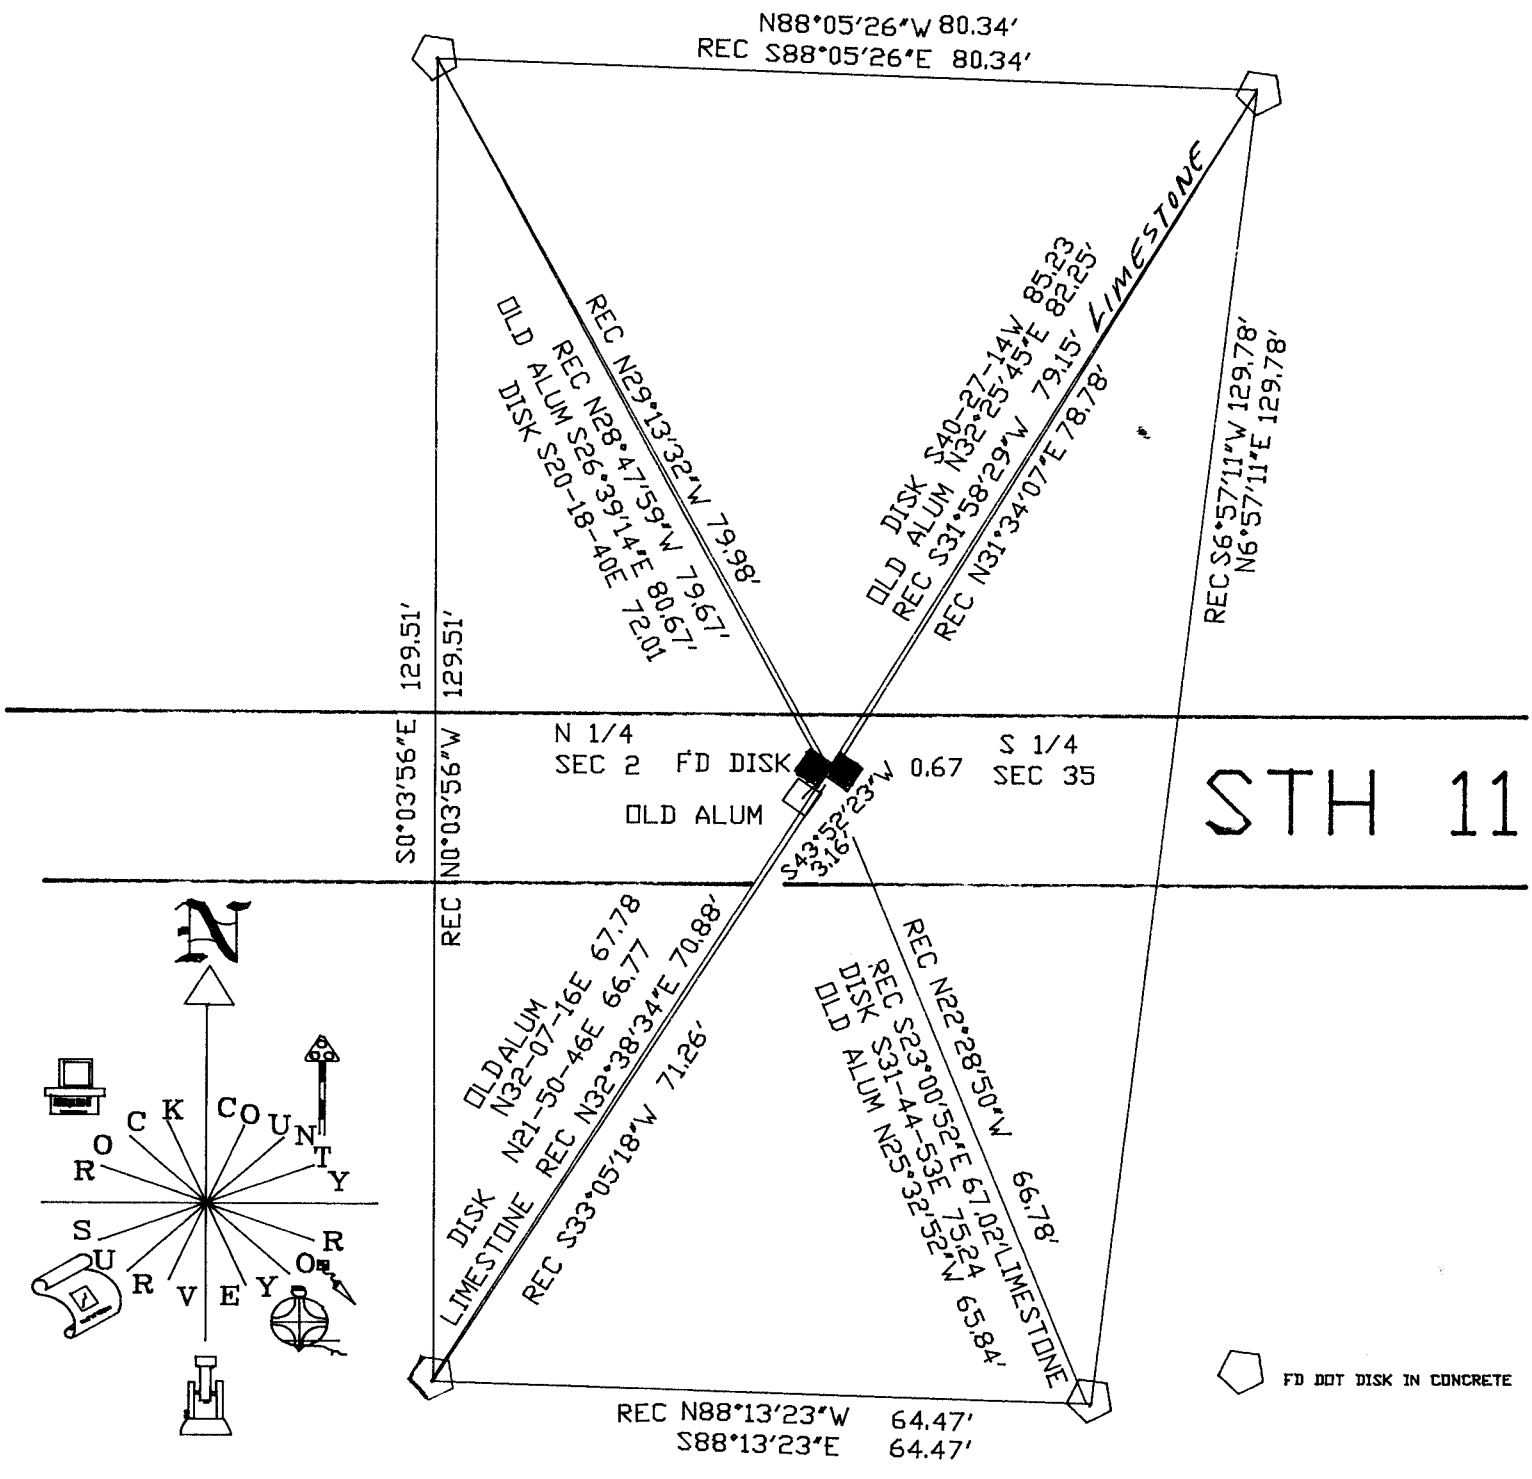 N88°05'26"W 80.34'
REC S88°05'26"E 80.34'
REC N29°13'32"W 79.98'
REC N28°47'59"W 79.67'
OLD ALUM S26°39'14"E 80.67'
DISK S20-18-40E 72.01
DISK S40-27-14W 85.23
OLD ALUM N32°25'45"E 82.25'
REC S31°58'29"W 79.15' LIMESTONE
REC N31°34'07"E 78.78'
REC S6°57'11"W 129.78'
N6°57'11"E 129.78'
S0°03'56"E 129.51'
REC N0°03'56"W 129.51'
N 1/4
SEC 2
FD DISK
0.67
S 1/4
SEC 35
OLD ALUM
S43°52'23"W
3.16'
STH 11
OLD ALUM
N32-07-16E 67.78
DISK N21-50-46E 66.77
LIMESTONE REC N32°38'34"E 70.88'
REC S33°05'18"W 71.26'
REC N22°28'50"W 66.78'
REC S23°00'52"E 67.02' LIMESTONE
DISK S31-44-53E 75.24
OLD ALUM N25°32'52"W 65.84'
N
ROCK COUNTY
SURVEYOR
REC N88°13'23"W 64.47'
S88°13'23"E 64.47'
FD DOT DISK IN CONCRETE